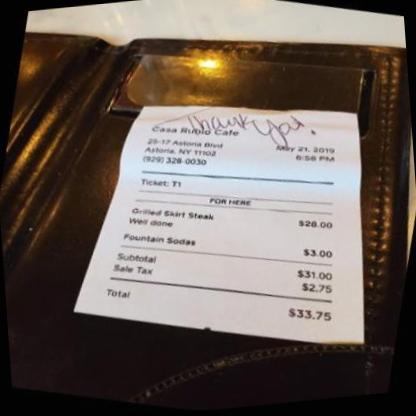 Thank you!
Casa Rubio Cafe
25-17 Astoria Blvd
Astoria, NY 11102
(929) 328-0030
May 21, 2019
6:58 PM
Ticket: T1
FOR HERE
Grilled Skirt Steak $28.00
Well done
Fountain Sodas $3.00
Subtotal $31.00
Sale Tax $2.75
Total $33.75